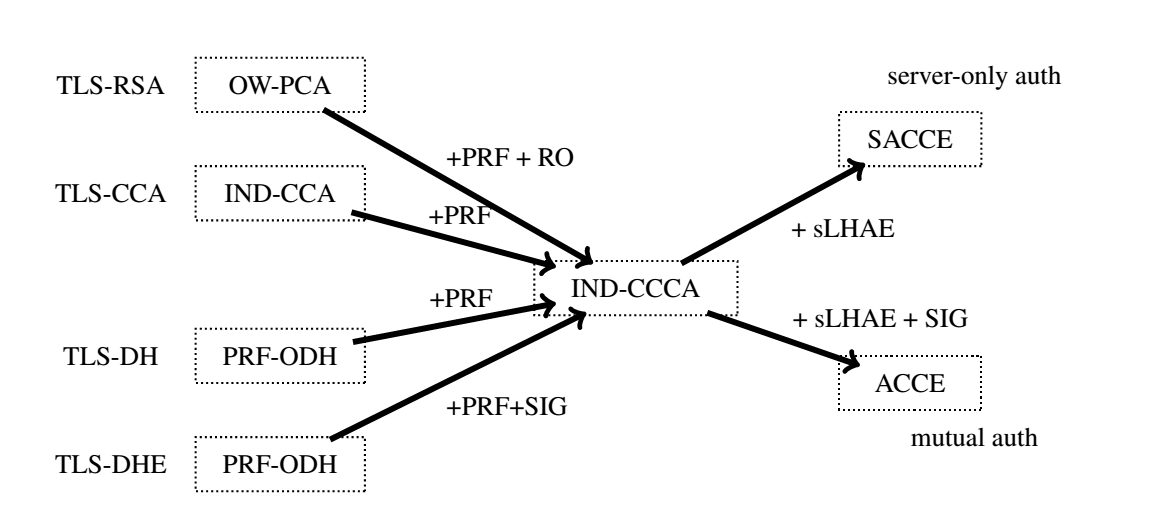 server-only auth
TLS-RSA OW-PCA
SACCE
+PRF + RO
TLS-CCA IND-CCA
+PRF
+ sLHAE
IND-CCCA
+PRF
+ sLHAE + SIG
TLS-DH PRF-ODH
ACCE
+PRF+SIG
mutual auth
TLS-DHE PRF-ODH